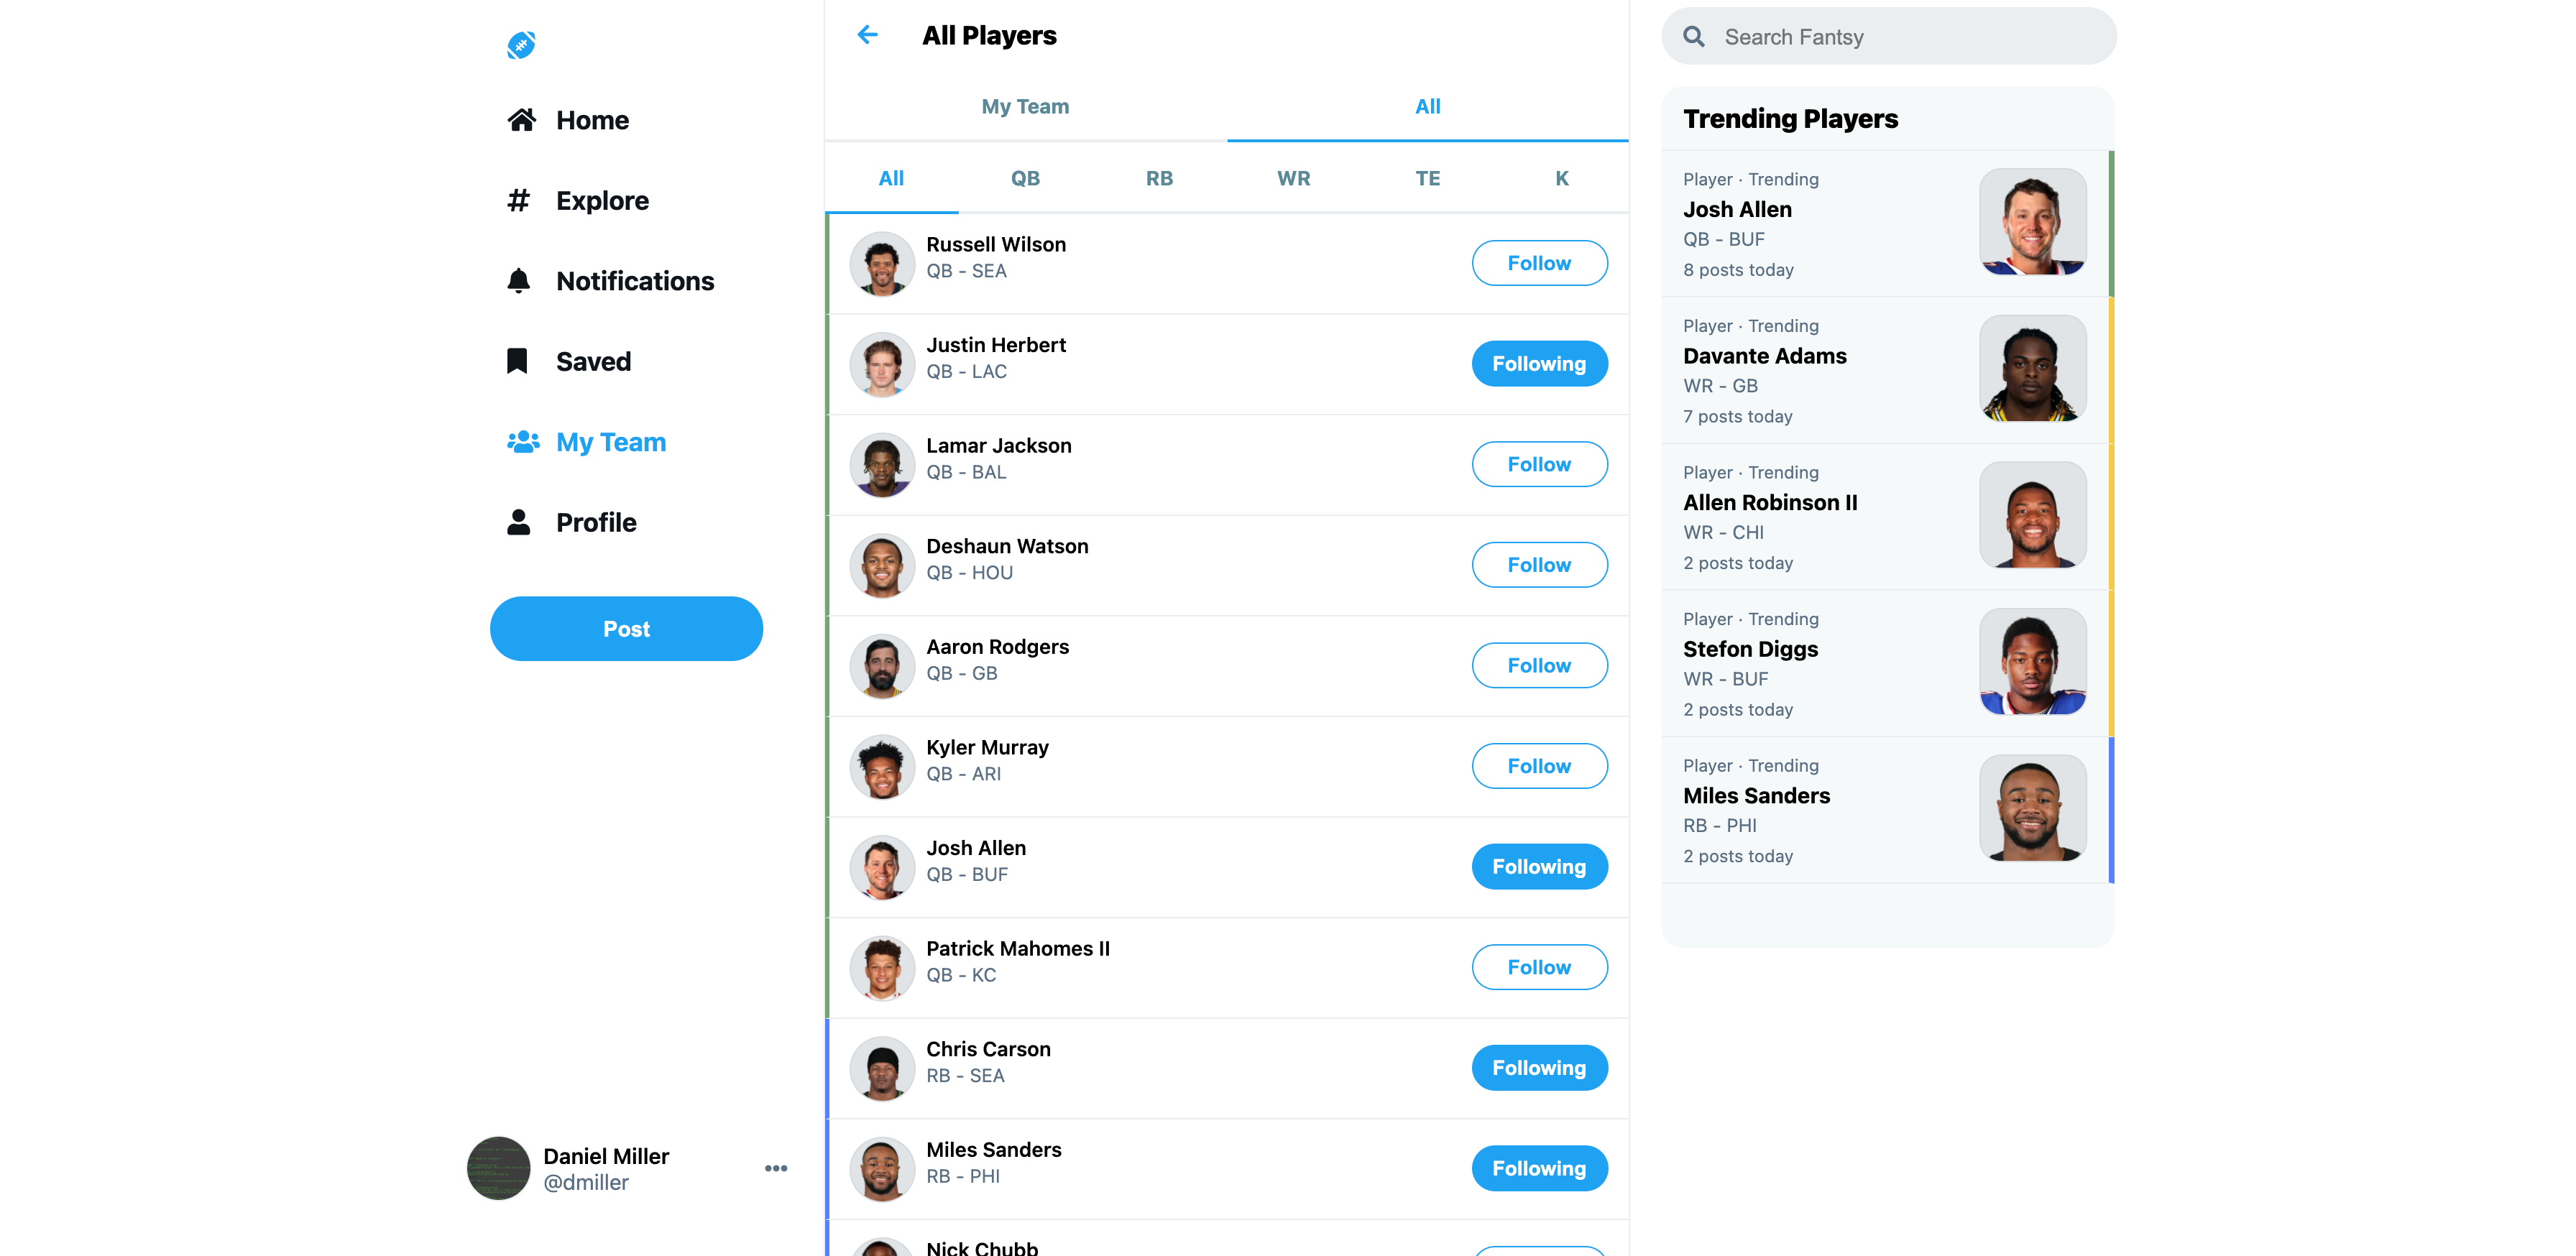 Home
Explore
Notifications
Saved
My Team
Profile
Post
Daniel Miller
@dmiller
All Players
My Team
All
All
QB
RB
WR
TE
K
Russell Wilson
QB - SEA
Follow
Justin Herbert
QB - LAC
Following
Lamar Jackson
QB - BAL
Follow
Deshaun Watson
QB - HOU
Follow
Aaron Rodgers
QB - GB
Follow
Kyler Murray
QB - ARI
Follow
Josh Allen
QB - BUF
Following
Patrick Mahomes II
QB - KC
Follow
Chris Carson
RB - SEA
Following
Miles Sanders
RB - PHI
Following
Nick Chubb
Search Fantsy
Trending Players
Player · Trending
Josh Allen
QB - BUF
8 posts today
Player · Trending
Davante Adams
WR - GB
7 posts today
Player · Trending
Allen Robinson II
WR - CHI
2 posts today
Player · Trending
Stefon Diggs
WR - BUF
2 posts today
Player · Trending
Miles Sanders
RB - PHI
2 posts today